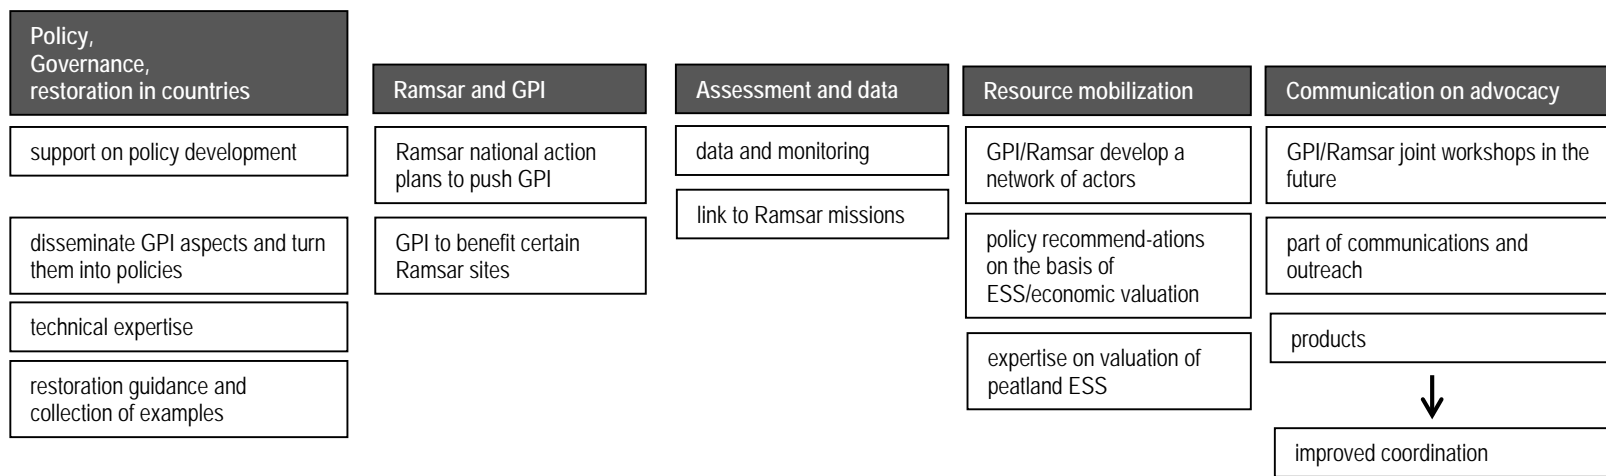 Policy,
Governance,
restoration in countries
support on policy development
disseminate GPI aspects and turn
them into policies
technical expertise
restoration guidance and
collection of examples
Ramsar and GPI
Ramsar national action
plans to push GPI
GPI to benefit certain
Ramsar sites
Assessment and data
data and monitoring
link to Ramsar missions
Resource mobilization
GPI/Ramsar develop a
network of actors
policy recommend-ations
on the basis of
ESS/economic valuation
expertise on valuation of
peatland ESS
Communication on advocacy
GPI/Ramsar joint workshops in the
future
part of communications and
outreach
products
improved coordination